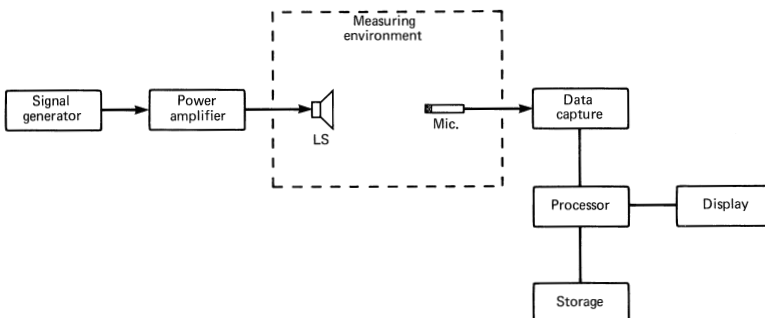 Measuring
environment
Signal
generator
Power
amplifier
LS
Mic.
Data
capture
Processor
Display
Storage